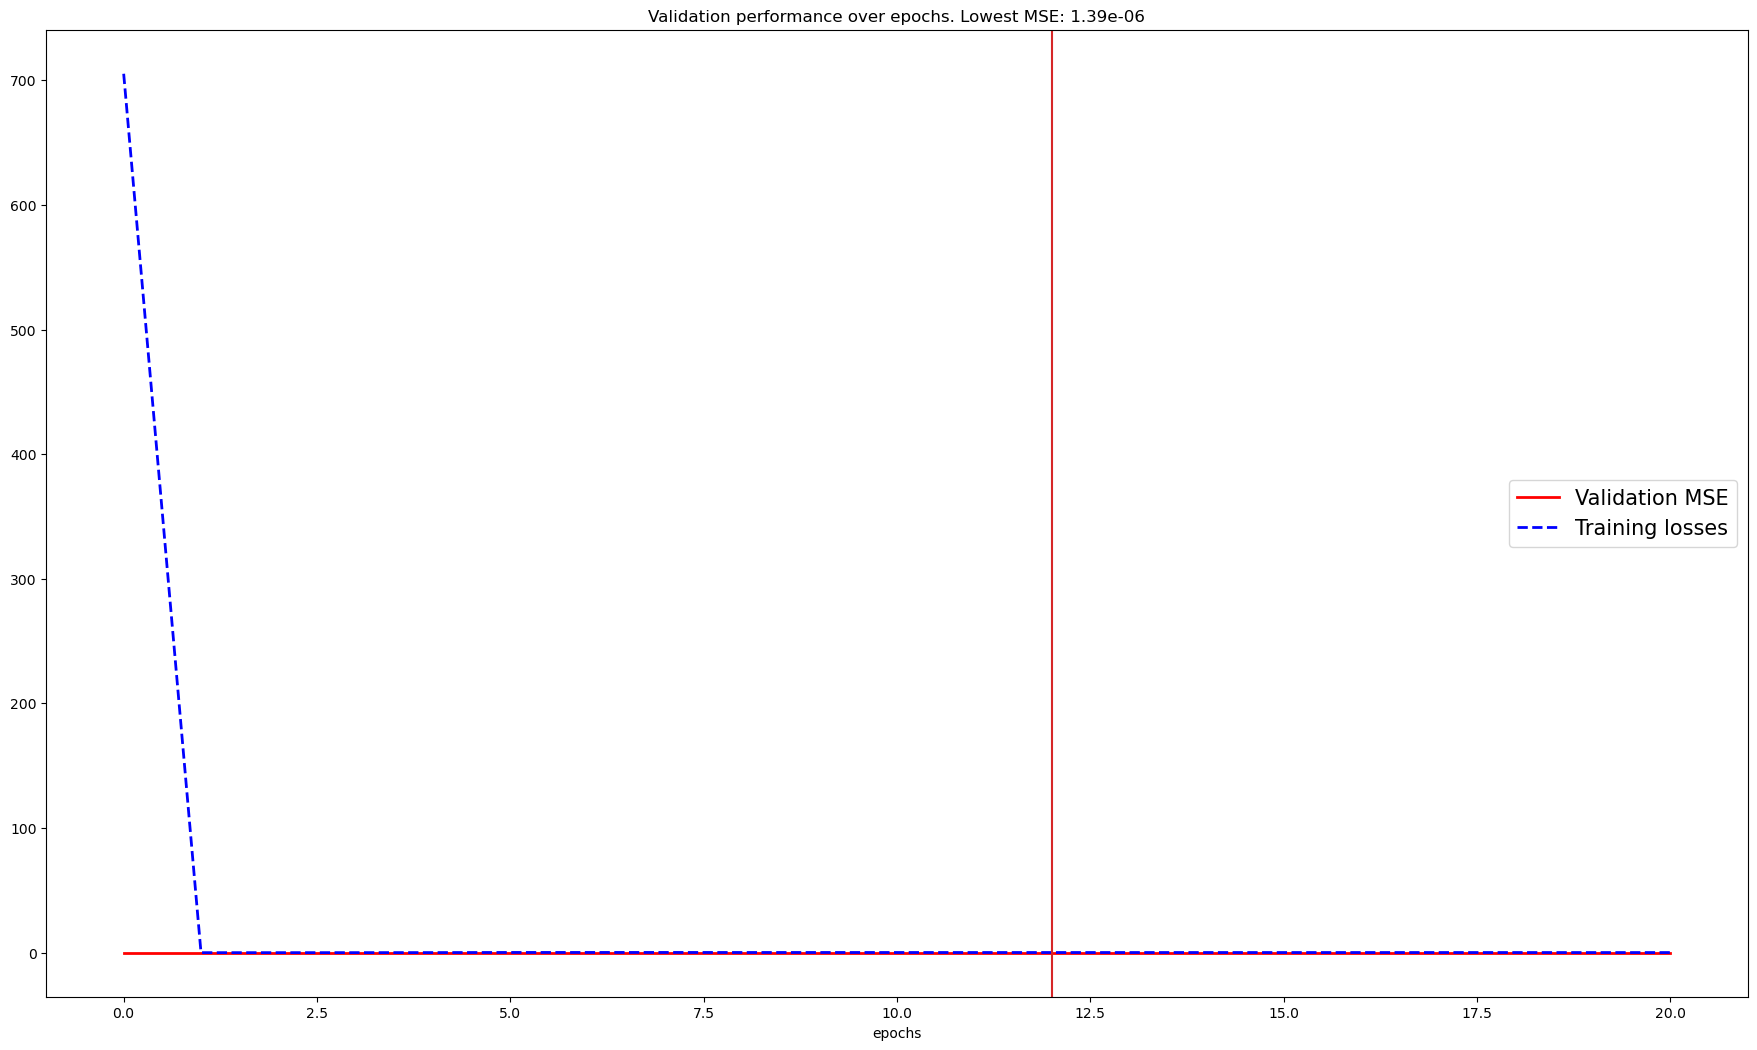 Validation performance over epochs. Lowest MSE: 1.39e-06
700
600
500
400
300
200
100
0
Validation MSE
Training losses
0.0 2.5 5.0 7.5 10.0 12.5 15.0 17.5 20.0
epochs